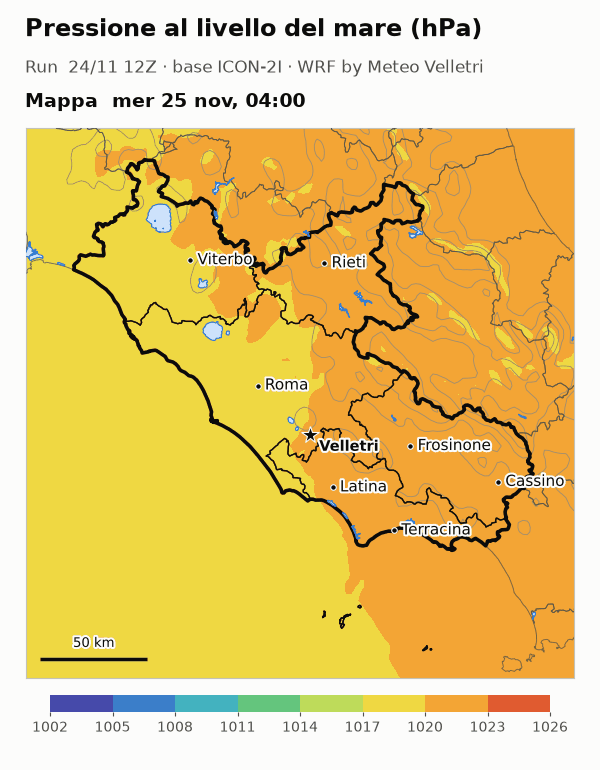 Pressione al livello del mare (hPa)
Run  24/11 12Z · base ICON-2I · WRF by Meteo Velletri
Mappa  mer 25 nov, 04:00
Viterbo
Rieti
Roma
Velletri
Frosinone
Latina
Cassino
Terracina
50 km
1002 1005 1008 1011 1014 1017 1020 1023 1026